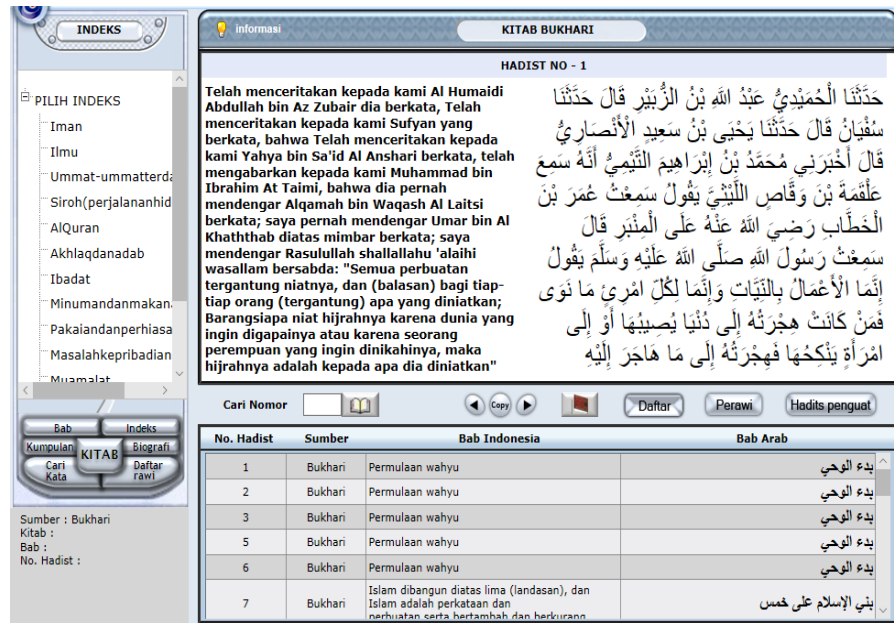 INDEKS
PILIH INDEKS
Iman
Ilmu
Ummat-ummatterda
Siroh(perjalananhid
AlQuran
Akhlaqdanadab
Ibadat
Minumandanmakan
Pakaiandanperhiasa
Masalahkepribadian
Muamalat
Bab
Indeks
Kumpulan
KITAB
Biografi
Cari
Kata
Daftar
rawi
Sumber : Bukhari
Kitab :
Bab :
No. Hadist :
informasi
KITAB BUKHARI
HADIST NO - 1
Telah menceritakan kepada kami Al Humaidi
Abdullah bin Az Zubair dia berkata, Telah
menceritakan kepada kami Sufyan yang
berkata, bahwa Telah menceritakan kepada
kami Yahya bin Sa'id Al Anshari berkata, telah
mengabarkan kepada kami Muhammad bin
Ibrahim At Taimi, bahwa dia pernah
mendengar Alqamah bin Waqash Al Laitsi
berkata; saya pernah mendengar Umar bin Al
Khaththab diatas mimbar berkata; saya
mendengar Rasulullah shallallahu 'alaihi
wasallam bersabda: "Semua perbuatan
tergantung niatnya, dan (balasan) bagi tiap-
tiap orang (tergantung) apa yang diniatkan;
Barangsiapa niat hijrahnya karena dunia yang
ingin digapainya atau karena seorang
perempuan yang ingin dinikahinya, maka
hijrahnya adalah kepada apa dia diniatkan"
حَدَّثَنَا الْحُمَيْدِيُّ عَبْدُ اللَّهِ بْنُ الزُّبَيْرِ قَالَ حَدَّثَنَا
سُفْيَانُ قَالَ حَدَّثَنَا يَحْيَى بْنُ سَعِيدٍ الْأَنْصَارِيُّ
قَالَ أَخْبَرَنِي مُحَمَّدُ بْنُ إِبْرَاهِيمَ التَّيْمِيُّ أَنَّهُ سَمِعَ
عَلْقَمَةَ بْنَ وَقَّاصٍ اللَّيْثِيَّ يَقُولُ سَمِعْتُ عُمَرَ بْنَ
الْخَطَّابِ رَضِيَ اللَّهُ عَنْهُ عَلَى الْمِنْبَرِ قَالَ
سَمِعْتُ رَسُولَ اللَّهِ صَلَّى اللَّهُ عَلَيْهِ وَسَلَّمَ يَقُولُ
إِنَّمَا الْأَعْمَالُ بِالنِّيَّاتِ وَإِنَّمَا لِكُلِّ امْرِئٍ مَا نَوَى
فَمَنْ كَانَتْ هِجْرَتُهُ إِلَى دُنْيَا يُصِيبُهَا أَوْ إِلَى
امْرَأَةٍ يَنْكِحُهَا فَهِجْرَتُهُ إِلَى مَا هَاجَرَ إِلَيْهِ
Cari Nomor
Copy
Daftar
Perawi
Hadits penguat
No. Hadist Sumber Bab Indonesia Bab Arab
1 Bukhari Permulaan wahyu بدء الوحي
2 Bukhari Permulaan wahyu بدء الوحي
3 Bukhari Permulaan wahyu بدء الوحي
5 Bukhari Permulaan wahyu بدء الوحي
6 Bukhari Permulaan wahyu بدء الوحي
7 Bukhari Islam dibangun diatas lima (landasan), dan بني الإسلام على خمس
Islam adalah perkataan dan
perbuatan serta bertambah dan berkurang